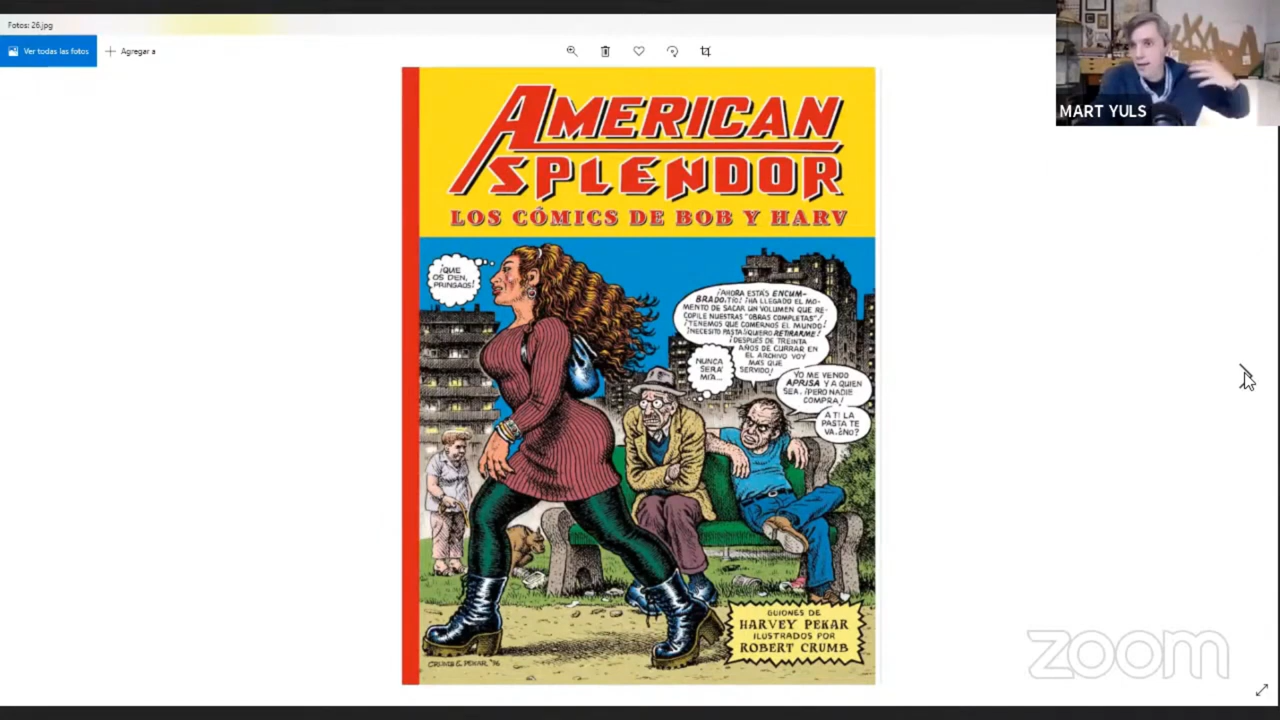 Fotos: 26.jpg
Ver todas las fotos
Agregar a
MART YULS
AMERICAN
SPLENDOR
LOS CÓMICS DE BOB Y HARV
¡QUE
OS DEN,
PRINGAOS!
¡AHORA ESTÁS ENCUM-
BRADO, TÍO! ¡HA LLEGADO EL MO-
MENTO DE SACAR UN VOLUMEN QUE RE-
COPILE NUESTRAS "OBRAS COMPLETAS"!
¡TENEMOS QUE COMERNOS EL MUNDO!
¡NECESITO PASTA! ¡QUIERO RETIRARME!
¡DESPUÉS DE TREINTA
AÑOS DE CURRAR EN
EL ARCHIVO VOY
MÁS QUE
SERVIDO!
NUNCA
SERÁ
MÍA...
YO ME VENDO
APRISA Y A QUIEN
SEA. ¡PERO NADIE
COMPRA!
A TI LA
PASTA TE
VA, ¿NO?
GUIONES DE
HARVEY PEKAR
ILUSTRADOS POR
ROBERT CRUMB
CRUMB & PEKAR '96
zoom